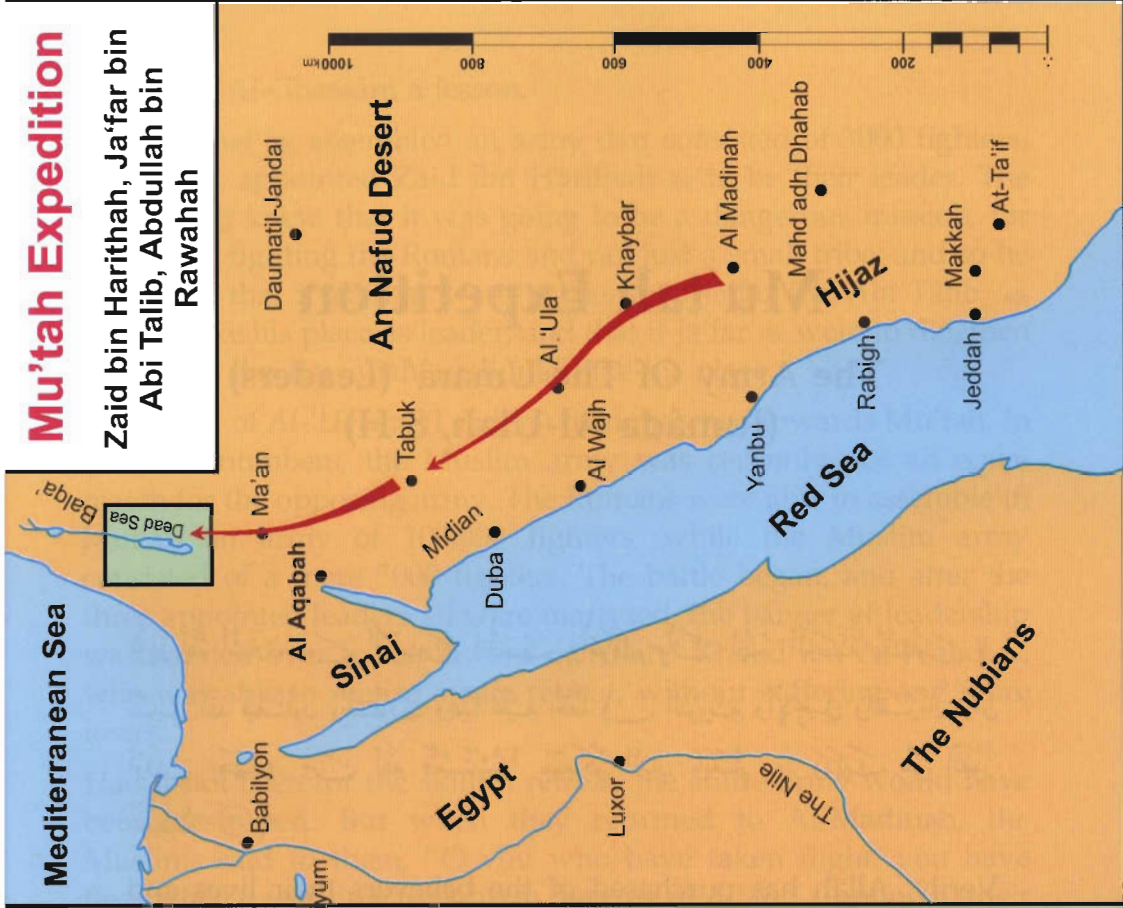 Mu'tah Expedition
Zaid bin Harithah, Ja'far bin
Abi Talib, Abdullah bin
Rawahah
Mediterranean Sea
Balqa'
Dead Sea
Ma'an
Daumatil-Jandal
Al Aqabah
An Nafud Desert
Tabuk
Babilyon
yum
Sinai
Midian
Duba
Al 'Ulla
Al Wajh
Khaybar
Egypt
Luxor
Al Madinah
Yanbu
Mahd adh Dhahab
Hijaz
Rabigh
Red Sea
The Nile
The Nubians
Makkah
Jeddah
At-Ta'if
1000km
800
600
400
200